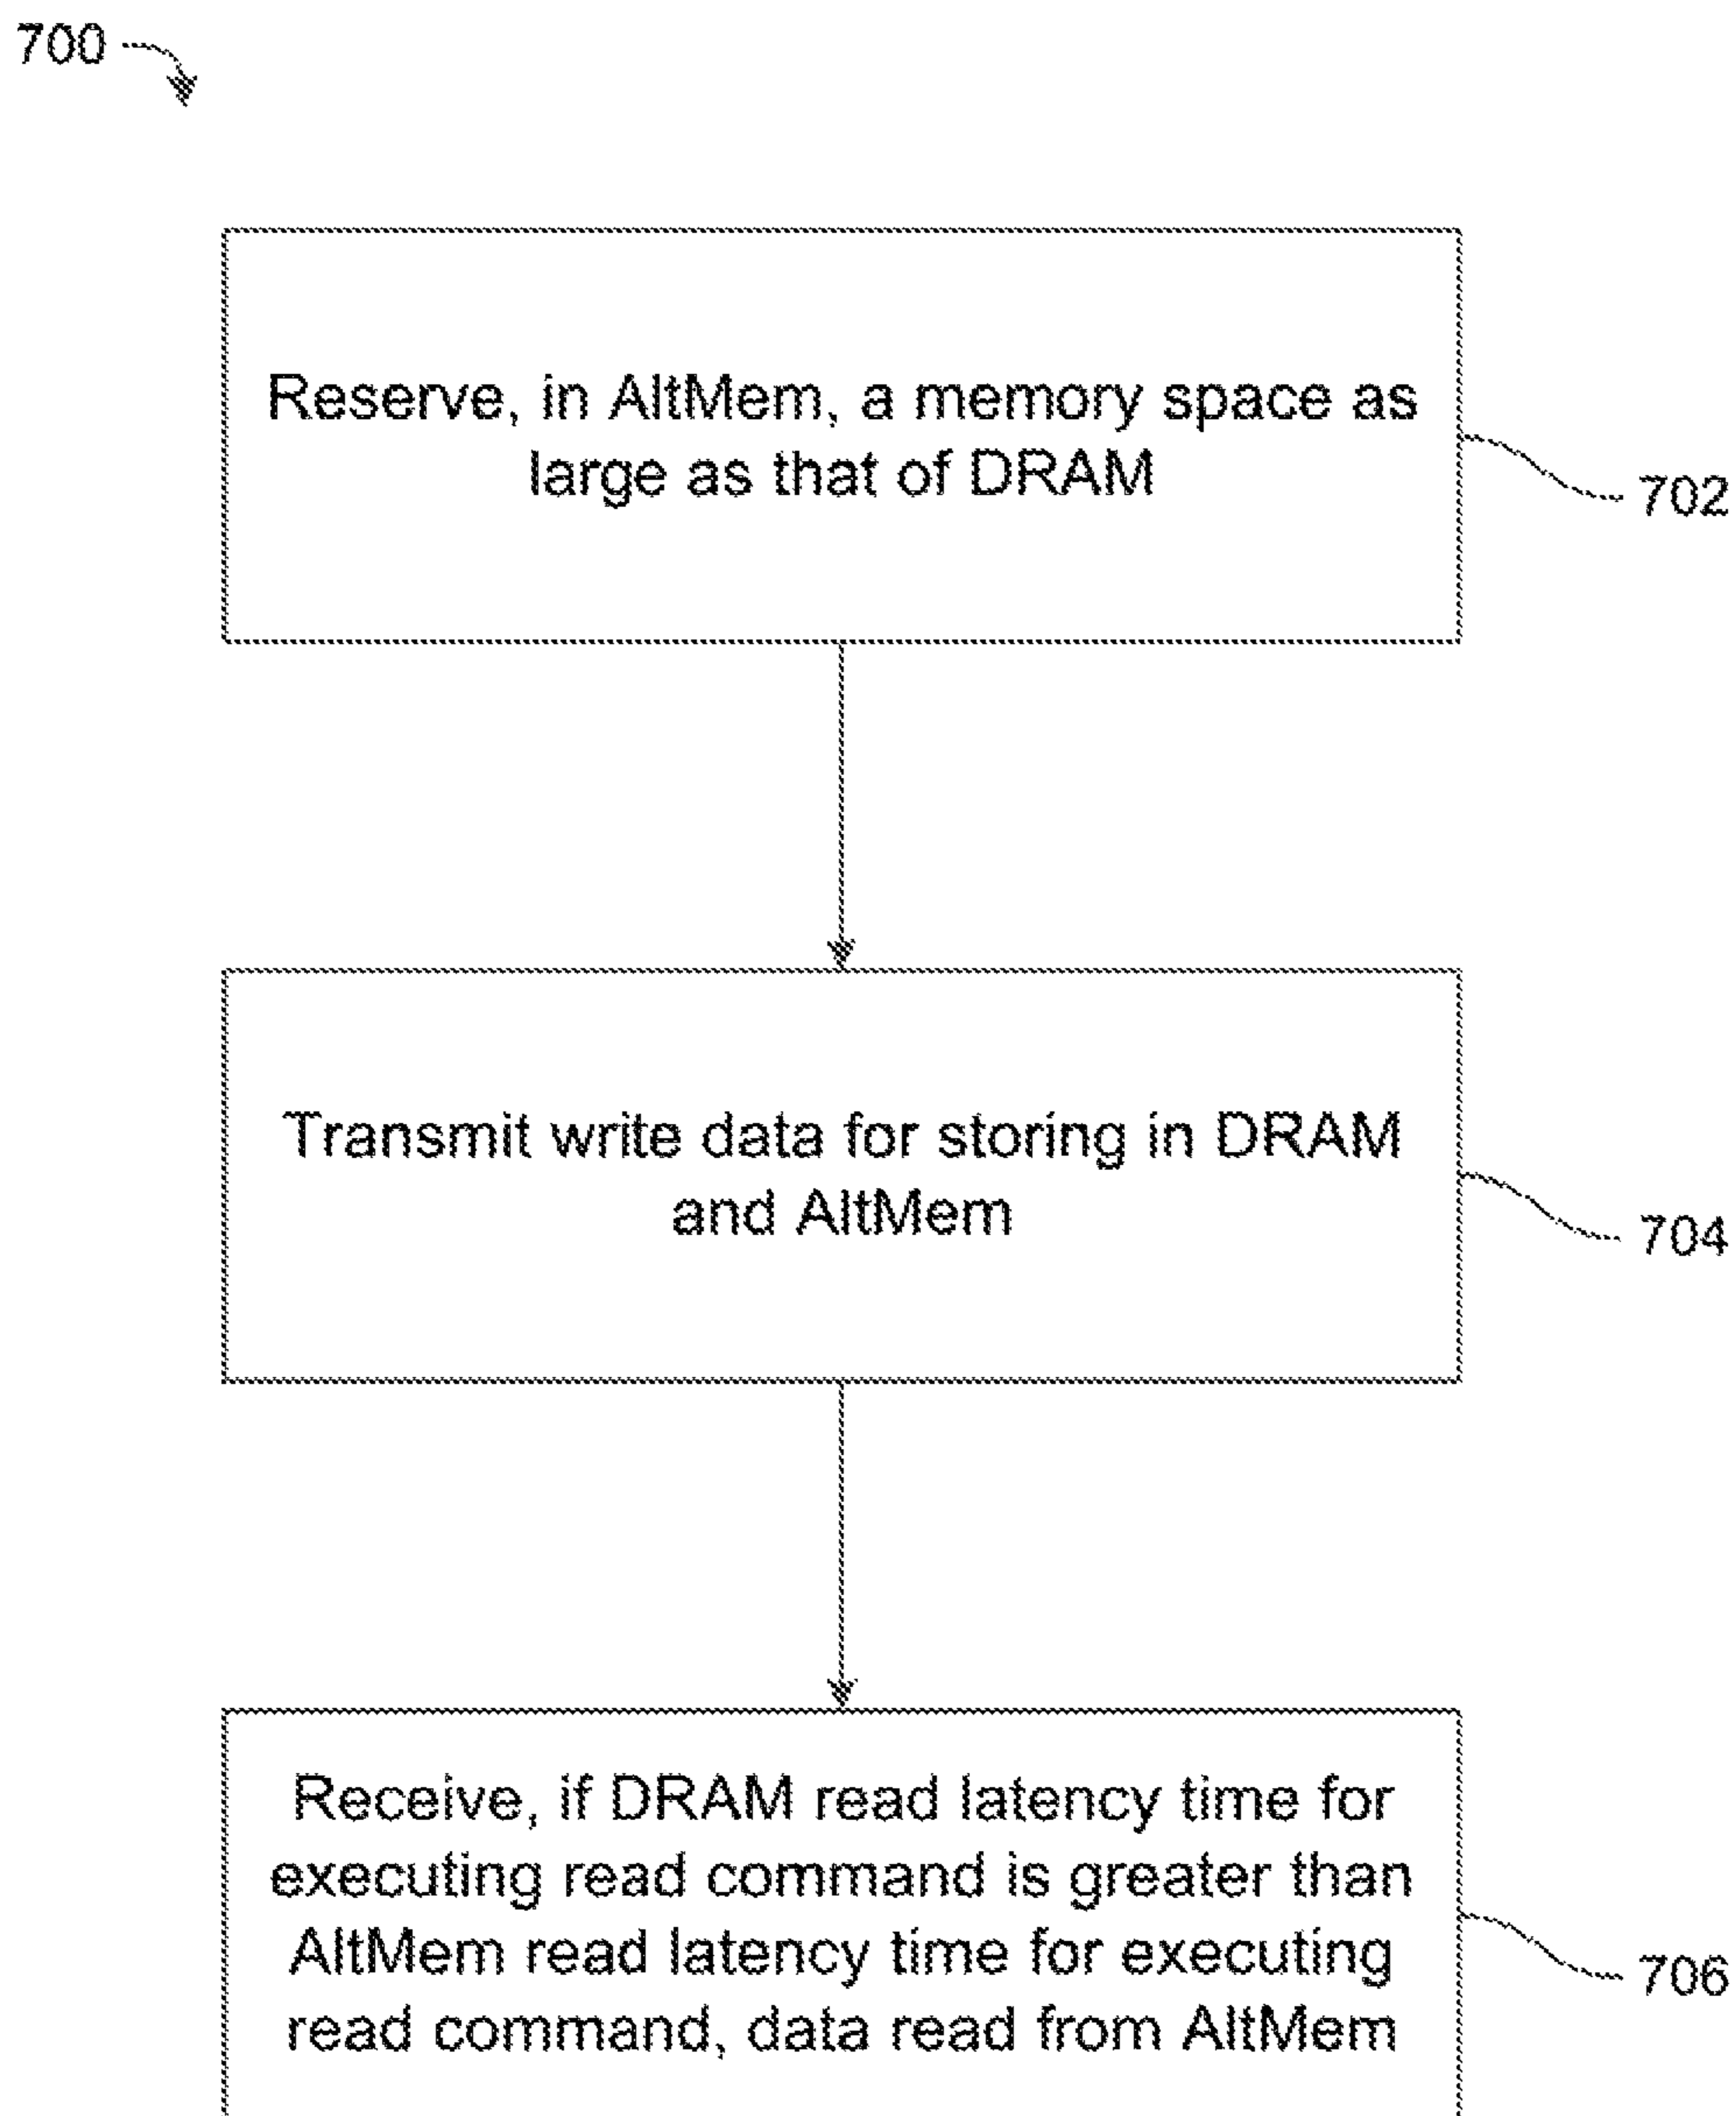 700
Reserve, in AltMem, a memory space as
large as that of DRAM
702
Transmit write data for storing in DRAM
and AltMem
704
Receive, if DRAM read latency time for
executing read command is greater than
AltMem read latency time for executing
read command, data read from AltMem
706